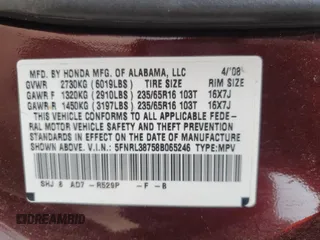 MFD. BY HONDA MFG. OF ALABAMA, LLC 4/'08
GVWR 2730KG (6019LBS) TIRE SIZE RIM SIZE
GAWR F 1320KG (2910LBS) 235/65R16 103T 16X7J
GAWR R 1450KG (3197LBS) 235/65R16 103T 16X7J
THIS VEHICLE CONFORMS TO ALL APPLICABLE FEDE-
RAL MOTOR VEHICLE SAFETY AND THEFT PREVENTION
STANDARDS IN EFFECT ON THE DATE OF MANUFACTURE
SHOWN ABOVE.
V.I.N.: 5FNRL38758B065246 TYPE:MPV
SHJ 6 AD7 -R529P -F -B
DREAMBID